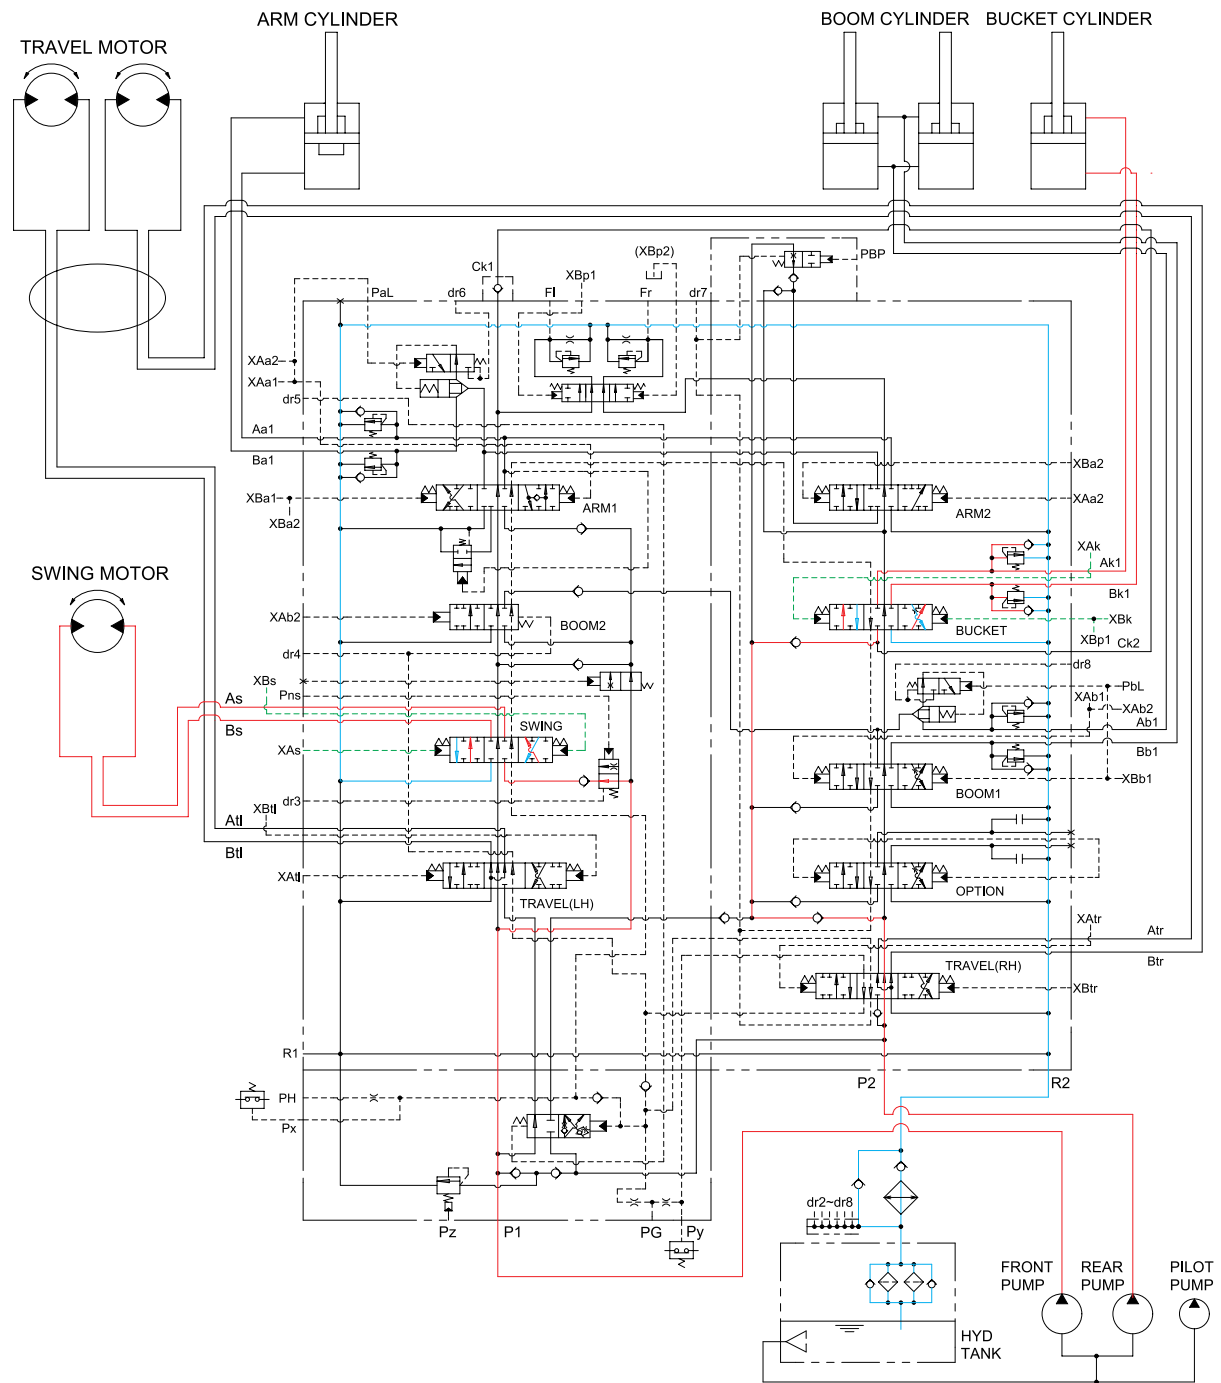 ARM CYLINDER
BOOM CYLINDER
BUCKET CYLINDER
TRAVEL MOTOR
Ck1
XBp1
(XBp2)
PBP
PaL
dr6
Fl
Fr
dr7
XAa2
XAa1
dr5
Aa1
Ba1
XBa2
XBa1
XAa2
XBa2
ARM1
ARM2
XAk
Ak1
SWING MOTOR
Bk1
XAb2
BOOM2
BUCKET
XBk
XBp1
Ck2
dr4
dr8
XBs
Pns
PbL
As
XAb1
XAb2
Bs
SWING
Ab1
XAs
Bb1
BOOM1
XBb1
dr3
XBtl
Atl
Btl
XAtl
OPTION
TRAVEL(LH)
XAtr
Atr
TRAVEL(RH)
Btr
XBtr
R1
P2
R2
PH
Px
dr2~dr8
Pz
P1
PG
Py
FRONT
PUMP
REAR
PUMP
PILOT
PUMP
HYD
TANK